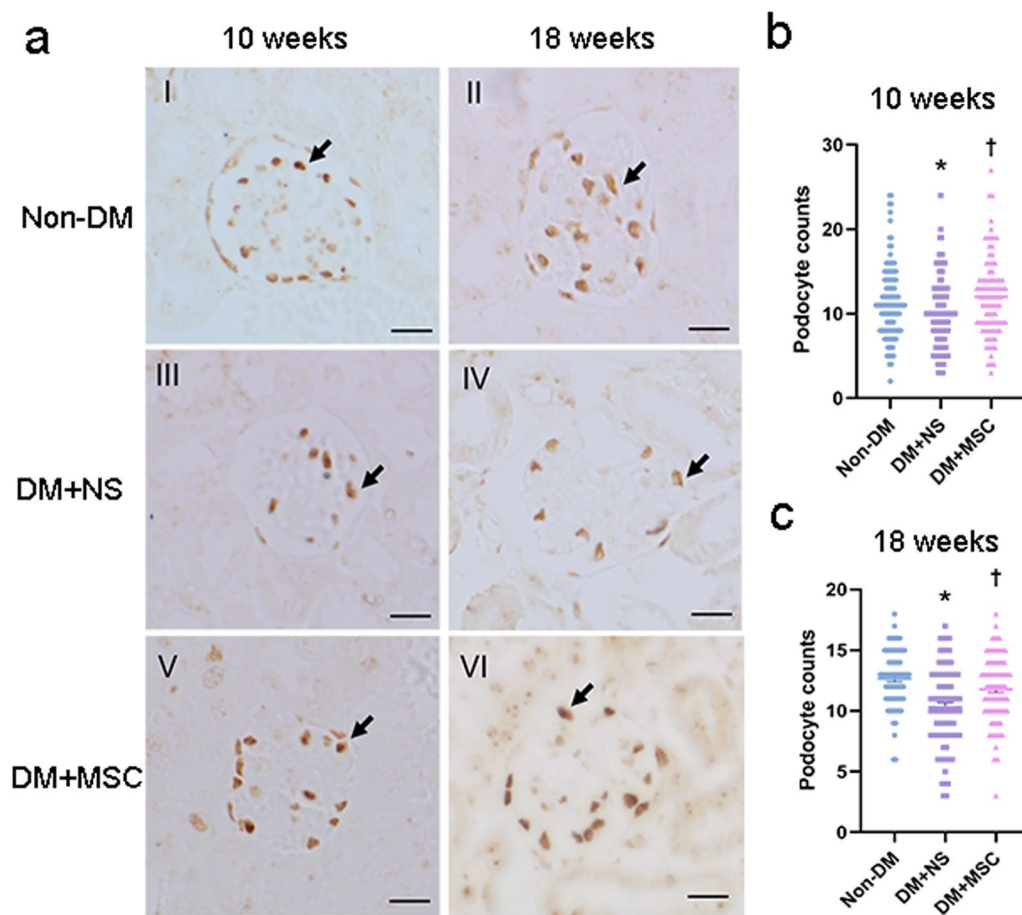 a
10 weeks
18 weeks
I
II
Non-DM
III
IV
DM+NS
V
VI
DM+MSC
b
10 weeks
*
†
30
20
10
0
Podocyte counts
Non-DM
DM+NS
DM+MSC
c
18 weeks
*
†
20
15
10
5
0
Podocyte counts
Non-DM
DM+NS
DM+MSC